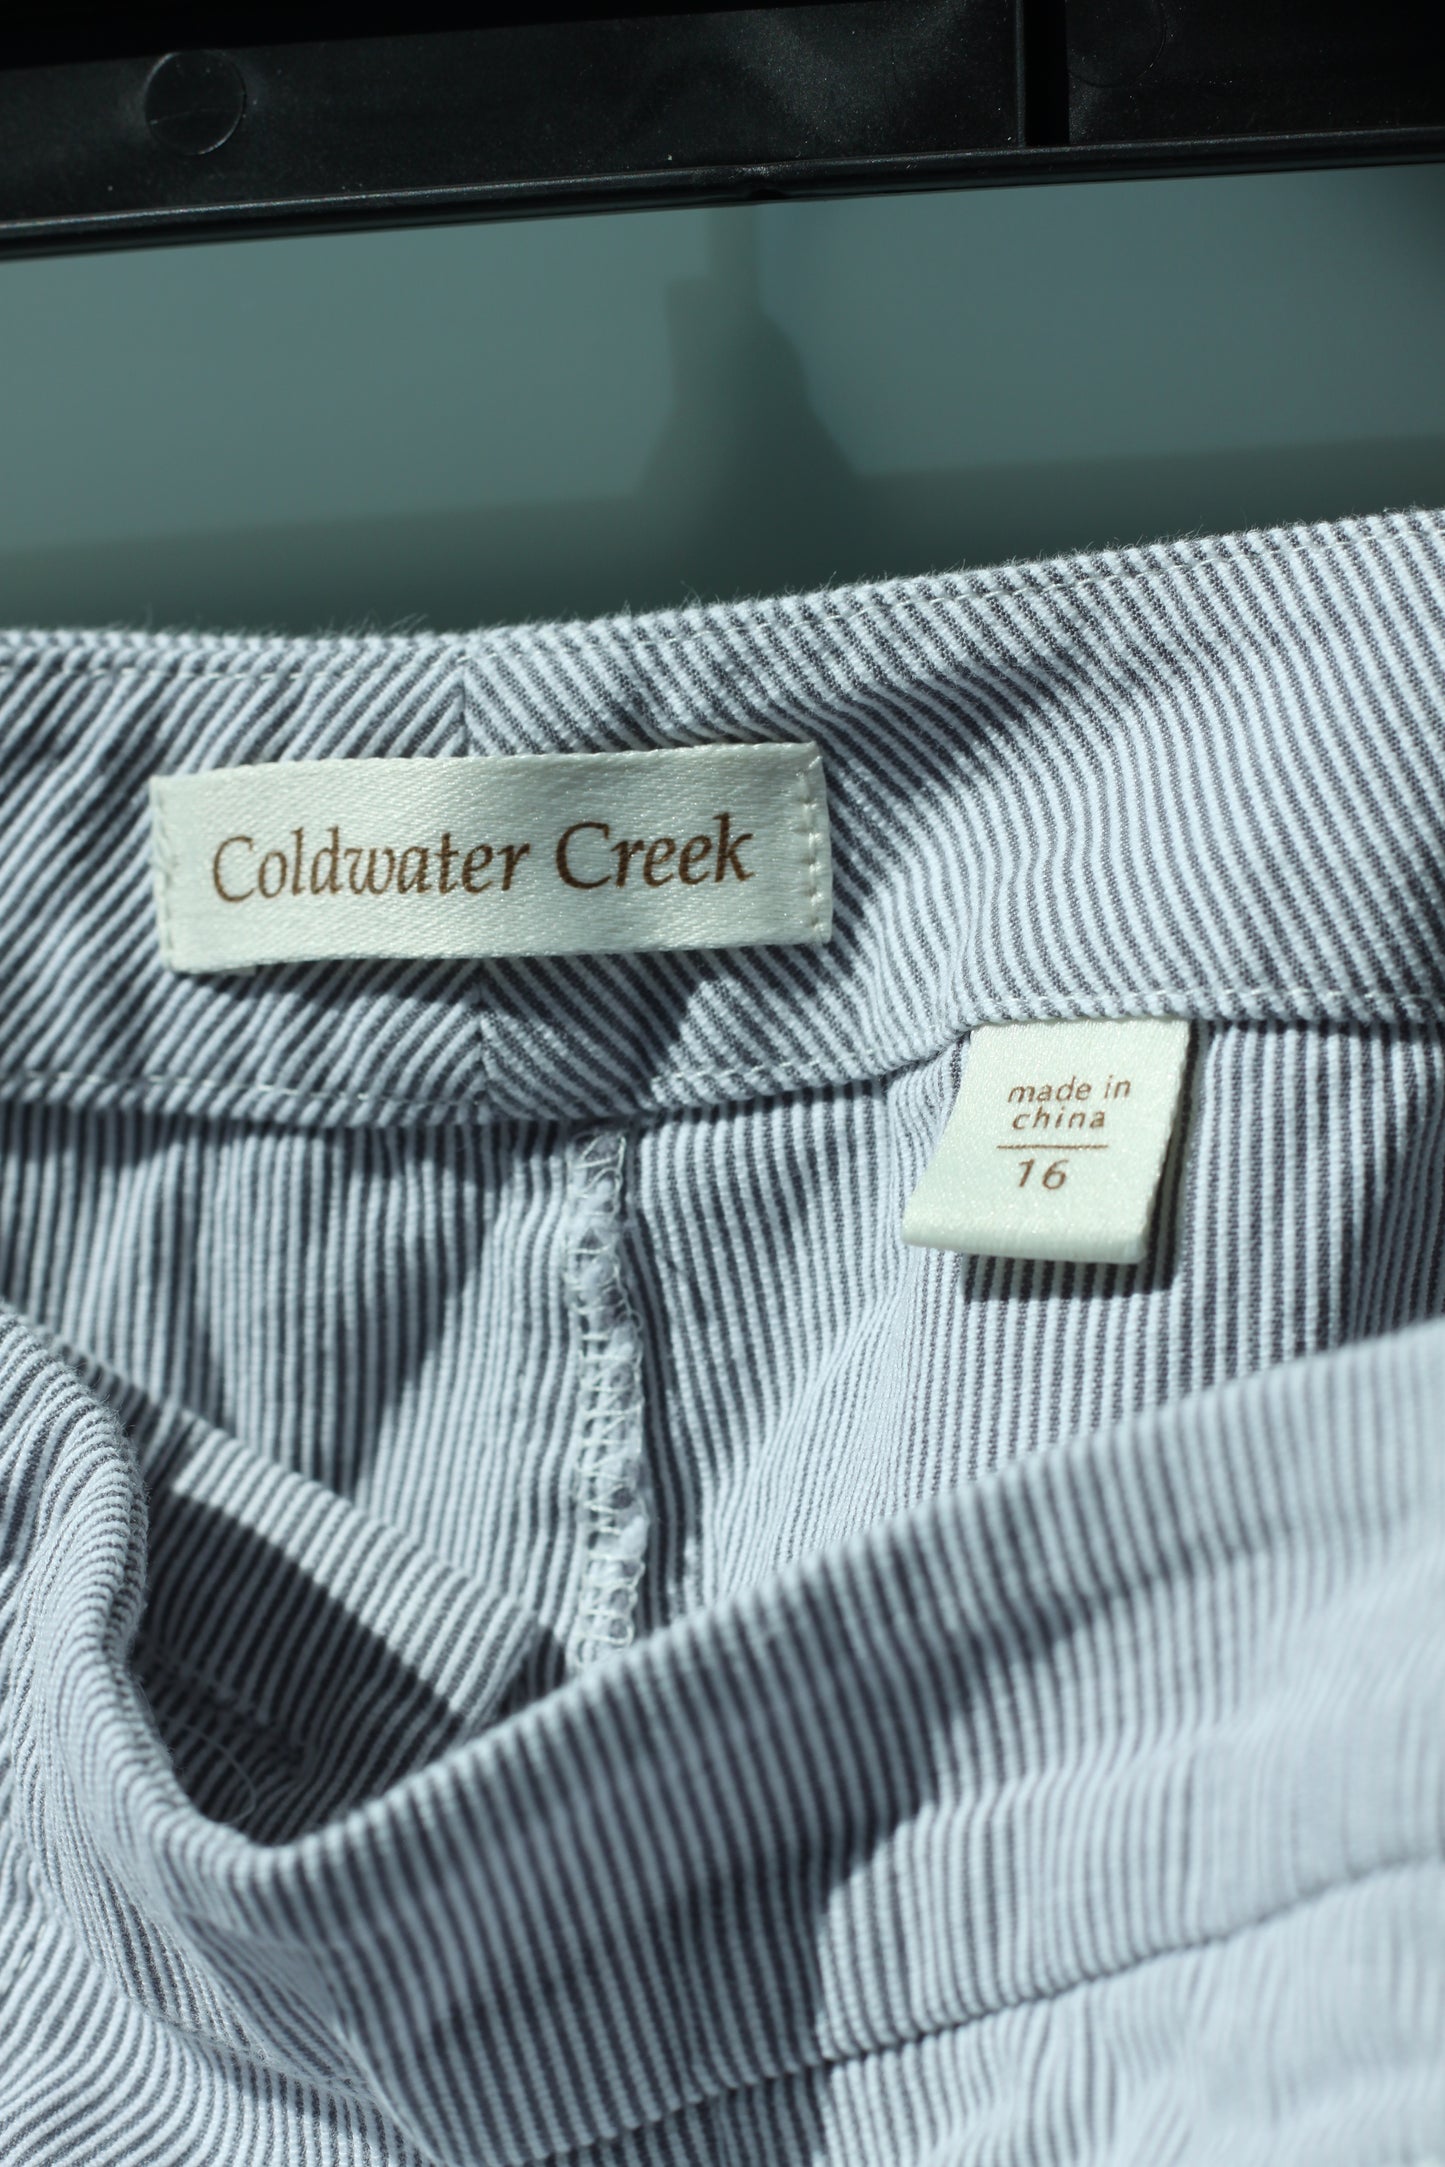 Coldwater Creek
made in
china
16